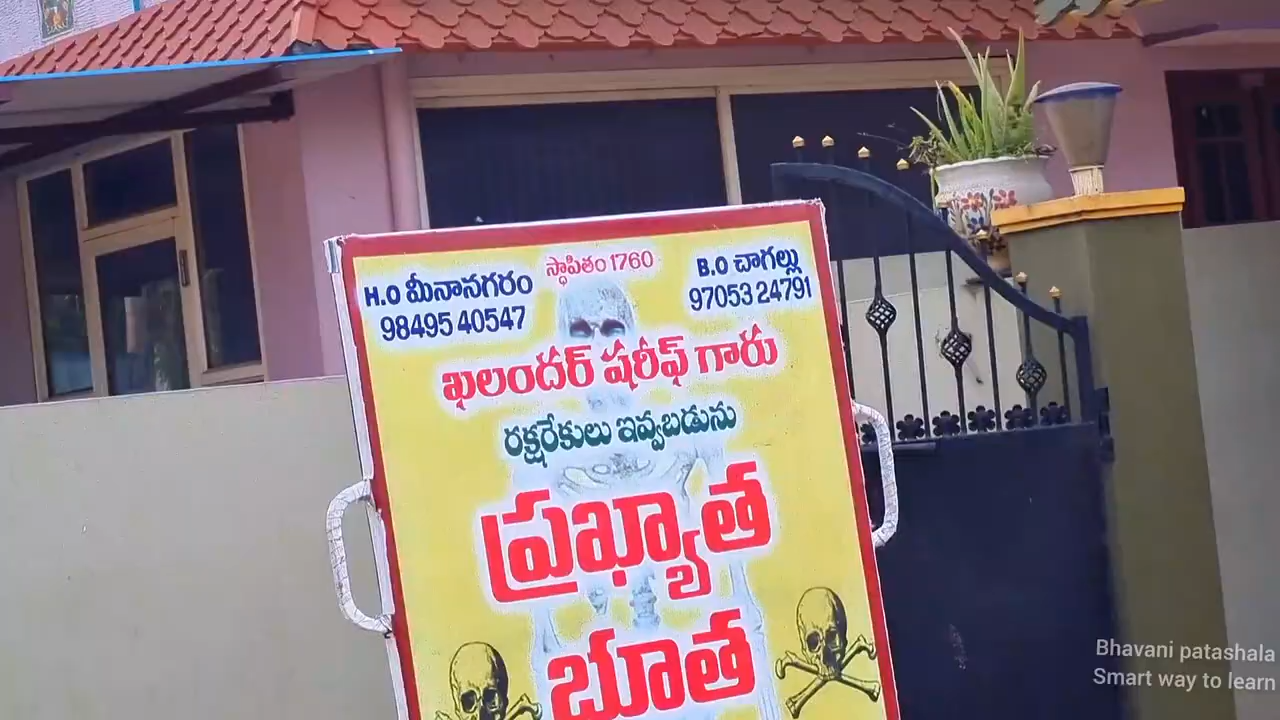 స్థాపితం 1760
H.O మీనానగరం
98495 40547
B.O చాగల్లు
97053 24791
ఖలందర్ షరీఫ్ గారు
రక్షరేకులు ఇవ్వబడును
ప్రఖ్యాత
భూత
Bhavani patashala
Smart way to learn